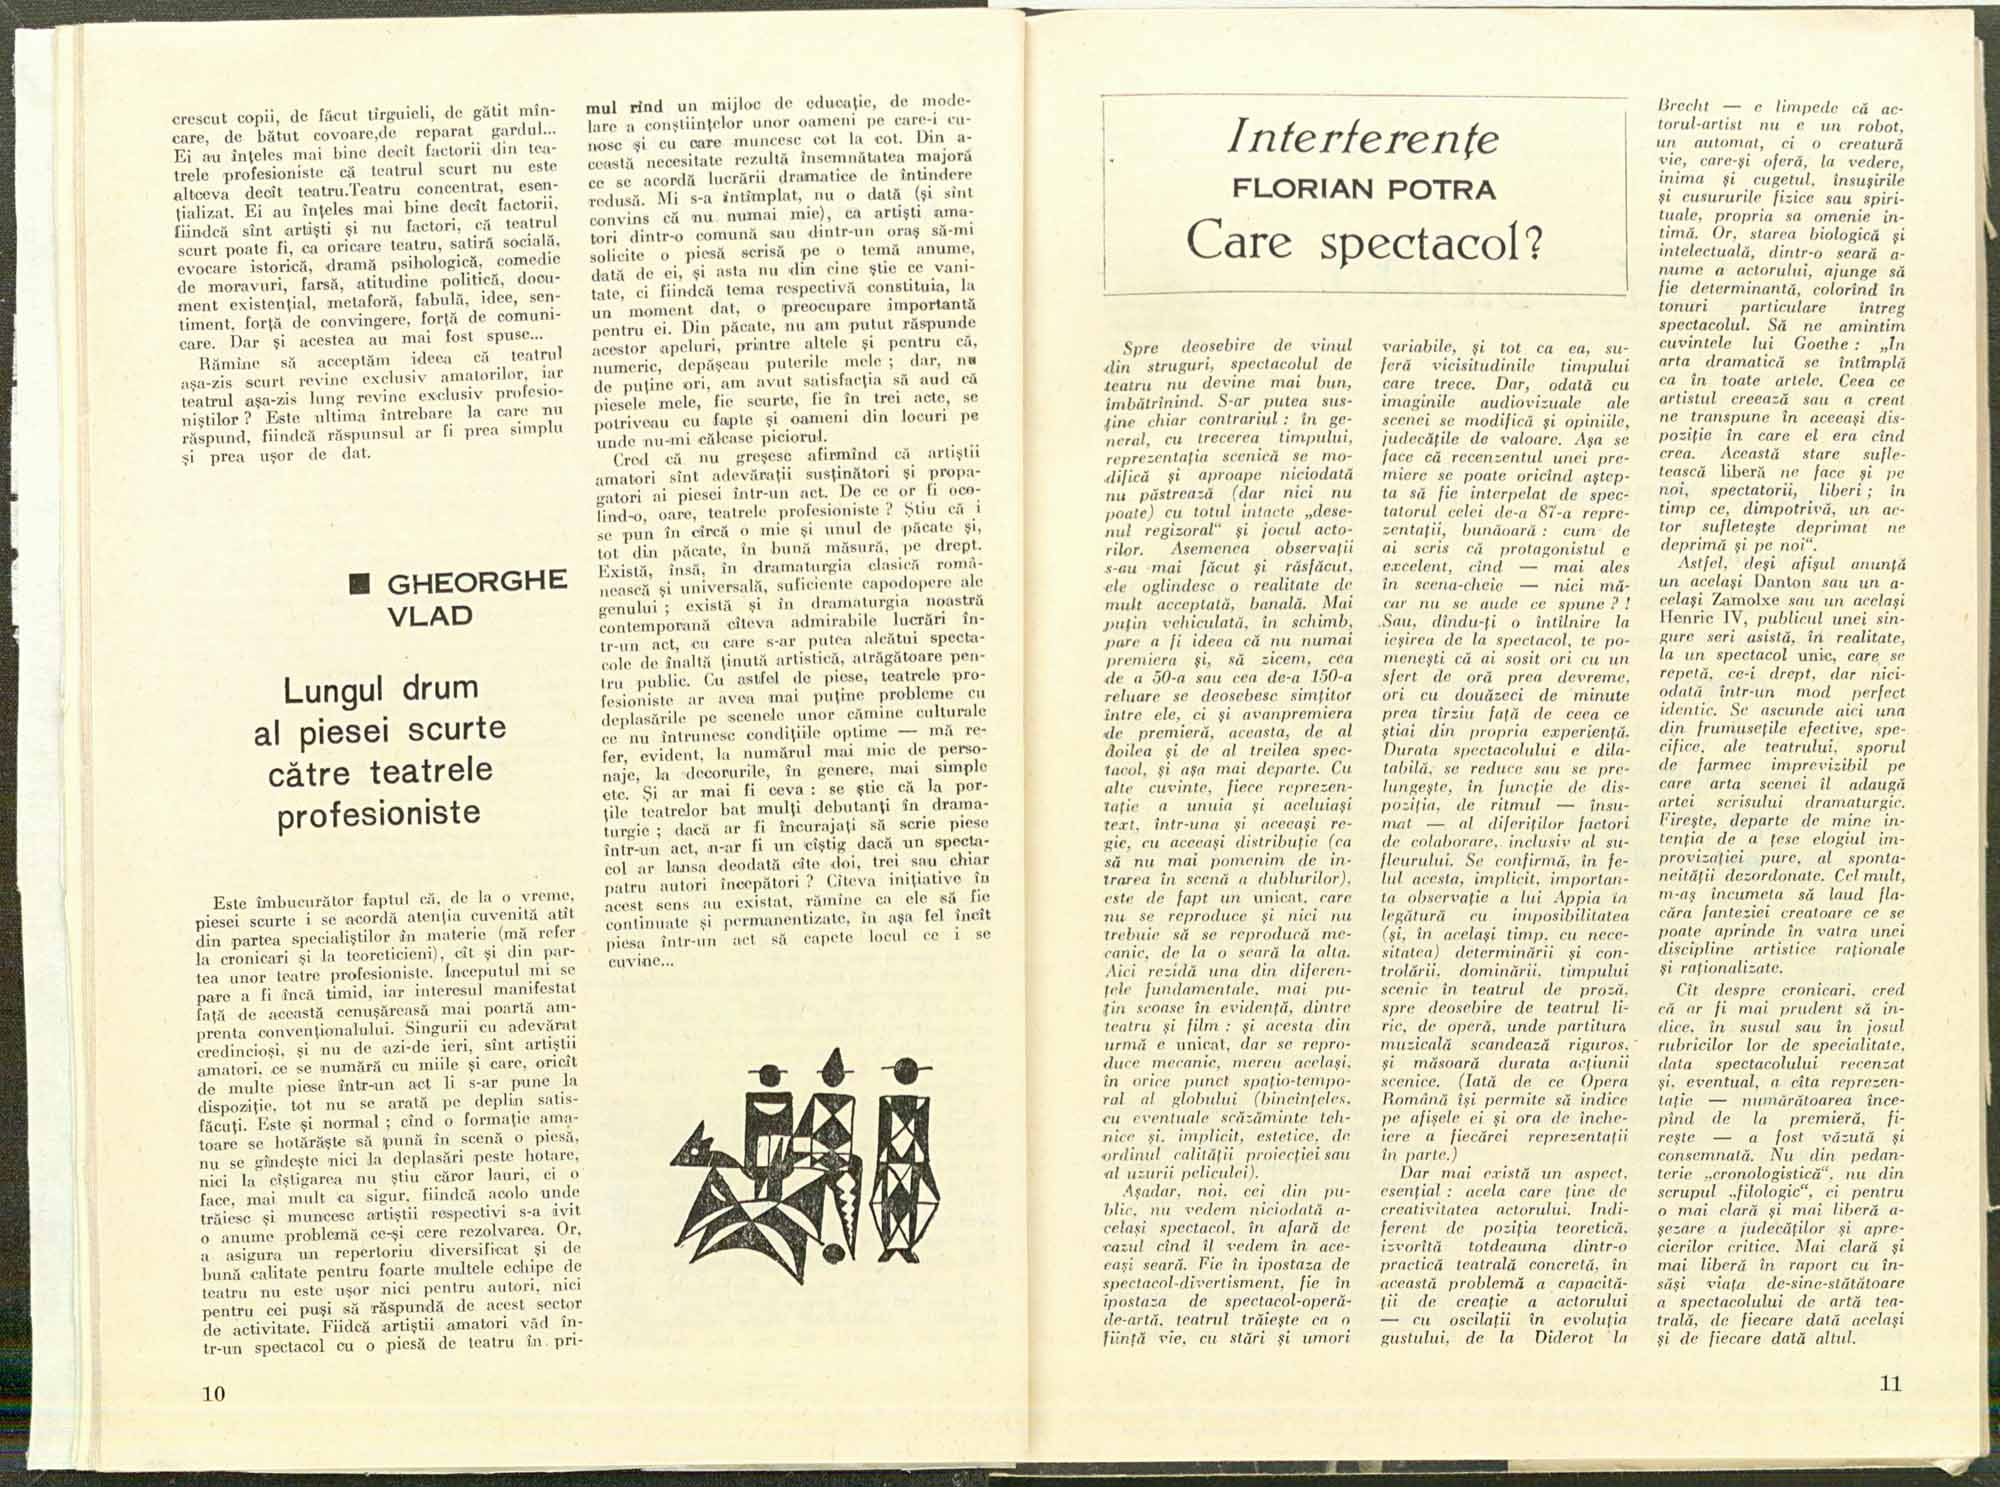 crescut copii, de făcut tîrguieli, de gătit mîn-
care, de bătut covoare,de reparat gardul...
Ei au înțeles mai bine decît factorii din tea-
trele profesioniste că teatrul scurt nu este
altceva decît teatru.Teatru concentrat, esen-
țializat. Ei au înțeles mai bine decît factorii,
fiindcă sînt artiști și nu factori, că teatrul
scurt poate fi, ca oricare teatru, satiră socială,
evocare istorică, dramă psihologică, comedie
de moravuri, farsă, atitudine politică, docu-
ment existențial, metaforă, fabulă, idee, sen-
timent, forță de convingere, forță de comuni-
care. Dar și acestea au mai fost spuse...
Rămîne să acceptăm ideea că teatrul
așa-zis scurt revine exclusiv amatorilor, iar
teatrul așa-zis lung revine exclusiv profesio-
niștilor ? Este ultima întrebare la care nu
răspund, fiindcă răspunsul ar fi prea simplu
și prea ușor de dat.
■ GHEORGHE
VLAD
Lungul drum
al piesei scurte
către teatrele
profesioniste
Este îmbucurător faptul că, de la o vreme,
piesei scurte i se acordă atenția cuvenită atît
din partea specialiștilor în materie (mă refer
la cronicari și la teoreticieni), cît și din par-
tea unor teatre profesioniste. Începutul mi se
pare a fi încă timid, iar interesul manifestat
față de această cenușăreasă mai poartă am-
prenta convenționalului. Singurii cu adevărat
credincioși, și nu de azi-de ieri, sînt artiștii
amatori, ce se numără cu miile și care, oricît
de multe piese într-un act li s-ar pune la
dispoziție, tot nu se arată pe deplin satis-
făcuți. Este și normal ; cînd o formație ama-
toare se hotărăște să pună în scenă o piesă,
nu se gîndește nici la deplasări peste hotare,
nici la cîștigarea nu știu căror lauri, ci o
face, mai mult ca sigur, fiindcă acolo unde
trăiesc și muncesc artiștii respectivi s-a ivit
o anume problemă ce-și cere rezolvarea. Or,
a asigura un repertoriu diversificat și de
bună calitate pentru foarte multele echipe de
teatru nu este ușor nici pentru autori, nici
pentru cei puși să răspundă de acest sector
de activitate. Fiidcă artiștii amatori văd în-
tr-un spectacol cu o piesă de teatru în pri-
10
mul rînd un mijloc de educație, de mode-
lare a conștiințelor unor oameni pe care-i cu-
nosc și cu care muncesc cot la cot. Din a-
ceastă necesitate rezultă însemnătatea majoră
ce se acordă lucrării dramatice de întindere
redusă. Mi s-a întîmplat, nu o dată (și sînt
convins că nu numai mie), ca artiști ama-
tori dintr-o comună sau dintr-un oraș să-mi
solicite o piesă scrisă pe o temă anume,
dată de ei, și asta nu din cine știe ce vani-
tate, ci fiindcă tema respectivă constituia, la
un moment dat, o preocupare importantă
pentru ei. Din păcate, nu am putut răspunde
acestor apeluri, printre altele și pentru că,
numeric, depășeau puterile mele ; dar, nu
de puține ori, am avut satisfacția să aud că
piesele mele, fie scurte, fie în trei acte, se
potriveau cu fapte și oameni din locuri pe
unde nu-mi călcase piciorul.
Cred că nu greșesc afirmînd că artiștii
amatori sînt adevărații susținători și propa-
gatori ai piesei într-un act. De ce or fi oco-
lind-o, oare, teatrele profesioniste ? Știu că i
se pun în cîrcă o mie și unul de păcate și,
tot din păcate, în bună măsură, pe drept.
Există, însă, în dramaturgia clasică româ-
nească și universală, suficiente capodopere ale
genului ; există și în dramaturgia noastră
contemporană cîteva admirabile lucrări în-
tr-un act, cu care s-ar putea alcătui specta-
cole de înaltă ținută artistică, atrăgătoare pen-
tru public. Cu astfel de piese, teatrele pro-
fesioniste ar avea mai puține probleme cu
deplasările pe scenele unor cămine culturale
ce nu întrunesc condițiile optime — mă re-
fer, evident, la numărul mai mic de perso-
naje, la decorurile, în genere, mai simple
etc. Și ar mai fi ceva : se știe că la por-
țile teatrelor bat mulți debutanți în drama-
turgie ; dacă ar fi încurajați să scrie piese
într-un act, n-ar fi un cîștig dacă un specta-
col ar lansa deodată cîte doi, trei sau chiar
patru autori începători ? Cîteva inițiative în
acest sens au existat, rămîne ca ele să fie
continuate și permanentizate, în așa fel încît
piesa într-un act să capete locul ce i se
cuvine...
Interferențe
FLORIAN POTRA
Care spectacol?
Spre deosebire de vinul
din struguri, spectacolul de
teatru nu devine mai bun,
îmbătrînind. S-ar putea sus-
ține chiar contrariul : în ge-
neral, cu trecerea timpului,
reprezentația scenică se mo-
difică și aproape niciodată
nu păstrează (dar nici nu
poate) cu totul intacte „dese-
nul regizoral“ și jocul acto-
rilor. Asemenea observații
s-au mai făcut și răsfăcut,
ele oglindesc o realitate de
mult acceptată, banală. Mai
puțin vehiculată, în schimb,
pare a fi ideea că nu numai
premiera și, să zicem, cea
de a 50-a sau cea de-a 150-a
reluare se deosebesc simțitor
între ele, ci și avanpremiera
de premieră, aceasta, de al
doilea și de al treilea spec-
tacol, și așa mai departe. Cu
alte cuvinte, fiece reprezen-
tație a unuia și aceluiași
text, într-una și aceeași re-
gie, cu aceeași distribuție (ca
să nu mai pomenim de in-
trarea în scenă a dublurilor),
este de fapt un unicat, care
nu se reproduce și nici nu
trebuie să se reproducă me-
canic, de la o seară la alta.
Aici rezidă una din diferen-
țele fundamentale, mai pu-
țin scoase în evidență, dintre
teatru și film : și acesta din
urmă e unicat, dar se repro-
duce mecanic, mereu același,
în orice punct spațio-tempo-
ral al globului (bineînțeles,
cu eventuale scăzăminte teh-
nice și, implicit, estetice, de
ordinul calității proiecției sau
al uzurii peliculei).
Așadar, noi, cei din pu-
blic, nu vedem niciodată a-
celași spectacol, în afară de
cazul cînd îl vedem în ace-
eași seară. Fie în ipostaza de
spectacol-divertisment, fie în
ipostaza de spectacol-operă-
de-artă, teatrul trăiește ca o
ființă vie, cu stări și umori
variabile, și tot ca ea, su-
feră vicisitudinile timpului
care trece. Dar, odată cu
imaginile audiovizuale ale
scenei se modifică și opiniile,
judecățile de valoare. Așa se
face că recenzentul unei pre-
miere se poate oricînd aștep-
ta să fie interpelat de spec-
tatorul celei de-a 87-a repre-
zentații, bunăoară : cum de
ai scris că protagonistul e
excelent, cînd — mai ales
în scena-cheie — nici mă-
car nu se aude ce spune ? !
Sau, dîndu-ți o întîlnire la
ieșirea de la spectacol, te po-
menești că ai sosit ori cu un
sfert de oră prea devreme,
ori cu douăzeci de minute
prea tîrziu față de ceea ce
știai din propria experiență.
Durata spectacolului e dila-
tabilă, se reduce sau se pre-
lungește, în funcție de dis-
poziția, de ritmul — însu-
mat — al diferiților factori
de colaborare, inclusiv al su-
fleurului. Se confirmă, în fe-
lul acesta, implicit, importan-
ta observație a lui Appia în
legătură cu imposibilitatea
(și, în același timp, cu nece-
sitatea) determinării și con-
trolării, dominării, timpului
scenic în teatrul de proză,
spre deosebire de teatrul li-
ric, de operă, unde partitura
muzicală scandează riguros,
și măsoară durata acțiunii
scenice. (Iată de ce Opera
Română își permite să indice
pe afișele ei și ora de înche-
iere a fiecărei reprezentații
în parte.)
Dar mai există un aspect,
esențial : acela care ține de
creativitatea actorului. Indi-
ferent de poziția teoretică,
izvorîtă totdeauna dintr-o
practică teatrală concretă, în
această problemă a capacită-
ții de creație a actorului
— cu oscilații în evoluția
gustului, de la Diderot la
Brecht — e limpede că ac-
torul-artist nu e un robot,
un automat, ci o creatură
vie, care-și oferă, la vedere,
inima și cugetul, însușirile
și cusururile fizice sau spiri-
tuale, propria sa omenie in-
timă. Or, starea biologică și
intelectuală, dintr-o seară a-
nume a actorului, ajunge să
fie determinantă, colorînd în
tonuri particulare întreg
spectacolul. Să ne amintim
cuvintele lui Goethe : „In
arta dramatică se întîmplă
ca în toate artele. Ceea ce
artistul creează sau a creat
ne transpune în aceeași dis-
poziție în care el era cînd
crea. Această stare sufle-
tească liberă ne face și pe
noi, spectatorii, liberi ; în
timp ce, dimpotrivă, un ac-
tor sufletește deprimat ne
deprimă și pe noi“.
Astfel, deși afișul anunță
un același Danton sau un a-
celași Zamolxe sau un același
Henric IV, publicul unei sin-
gure seri asistă, în realitate,
la un spectacol unic, care se
repetă, ce-i drept, dar nici-
odată într-un mod perfect
identic. Se ascunde aici una
din frumusețile efective, spe-
cifice, ale teatrului, sporul
de farmec imprevizibil pe
care arta scenei îl adaugă
artei scrisului dramaturgic.
Firește, departe de mine in-
tenția de a țese elogiul im-
provizației pure, al sponta-
neității dezordonate. Cel mult,
m-aș încumeta să laud fla-
căra fanteziei creatoare ce se
poate aprinde în vatra unei
discipline artistice raționale
și raționalizate.
Cît despre cronicari, cred
că ar fi mai prudent să in-
dice, în susul sau în josul
rubricilor lor de specialitate,
data spectacolului recenzat
și, eventual, a cîta reprezen-
tație — numărătoarea înce-
pînd de la premieră, fi-
rește — a fost văzută și
consemnată. Nu din pedan-
terie „cronologistică“, nu din
scrupul „filologic“, ci pentru
o mai clară și mai liberă a-
șezare a judecăților și apre-
cierilor critice. Mai clară și
mai liberă în raport cu în-
săși viața de-sine-stătătoare
a spectacolului de artă tea-
trală, de fiecare dată același
și de fiecare dată altul.
11